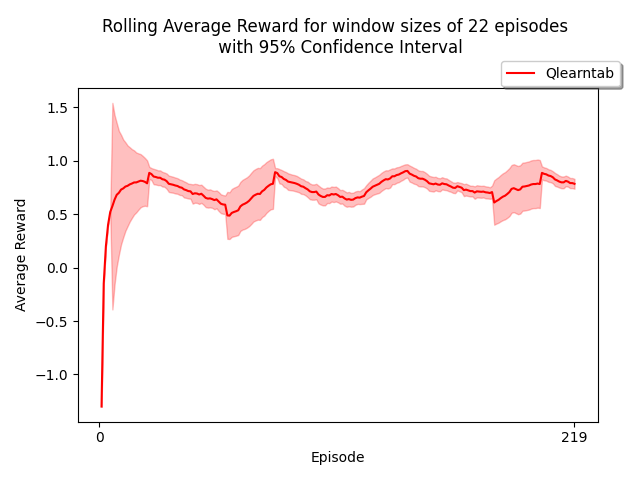 Rolling Average Reward for window sizes of 22 episodes
with 95% Confidence Interval
Qlearntab
1.5
1.0
0.5
0.0
−0.5
−1.0
Average Reward
0
219
Episode